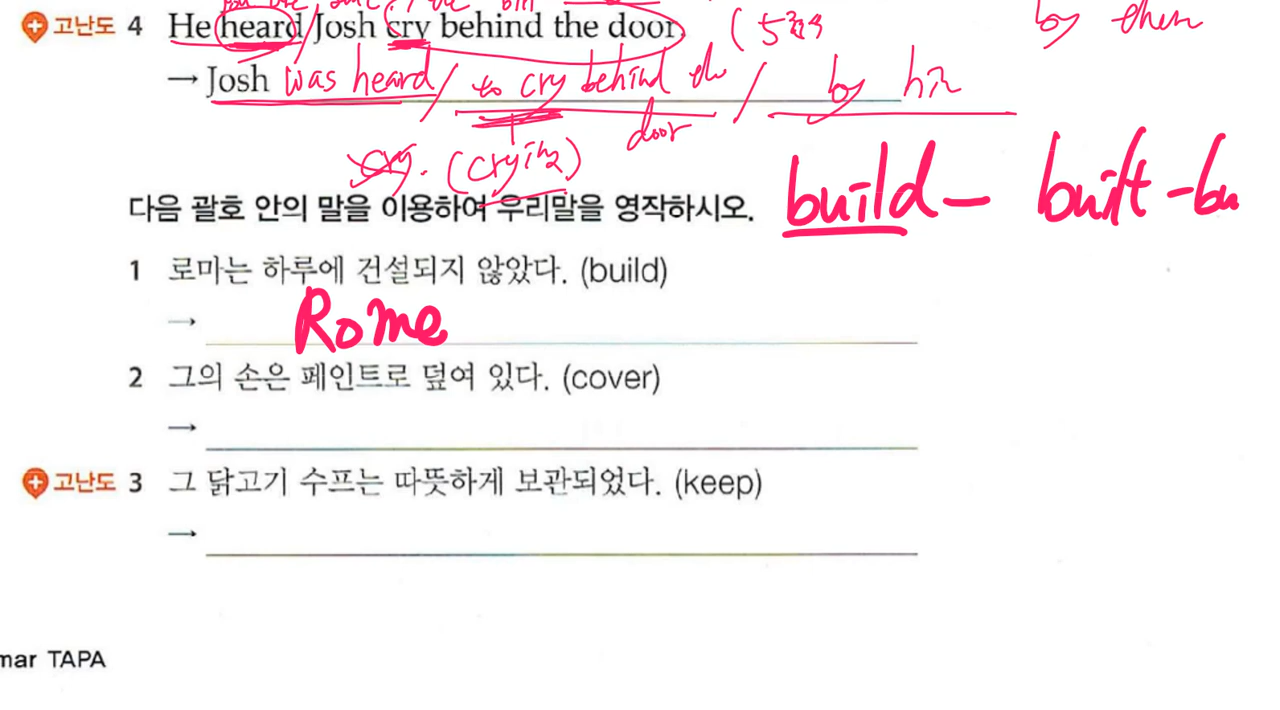 by them
고난도 4 He heard / Josh cry behind the door. (5형식
→ Josh was heard / to cry behind the door / by him
cry. (crying)
build - built - bu
다음 괄호 안의 말을 이용하여 우리말을 영작하시오.
1 로마는 하루에 건설되지 않았다. (build)
→ Rome
2 그의 손은 페인트로 덮여 있다. (cover)
→
고난도 3 그 닭고기 수프는 따뜻하게 보관되었다. (keep)
→
mar TAPA